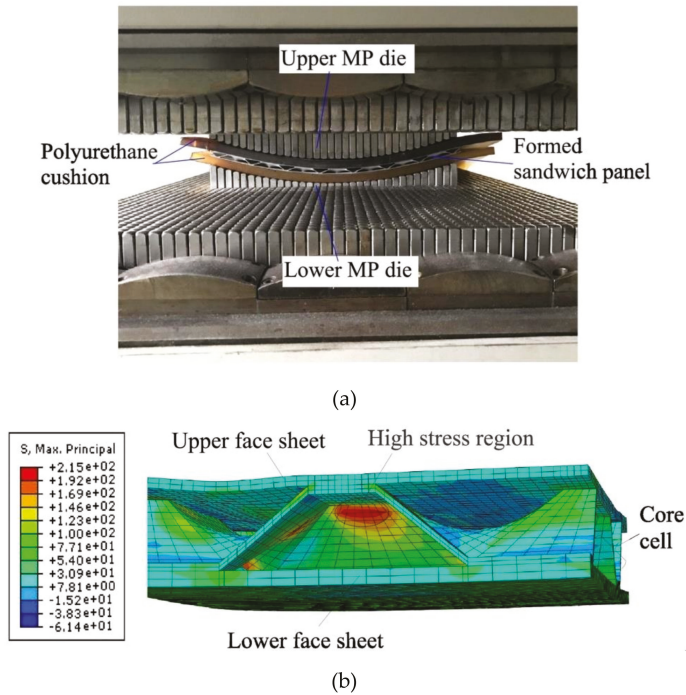 Upper MP die
Polyurethane
cushion
Formed
sandwich panel
Lower MP die
(a)
S, Max. Principal
+2.15e+02
+1.92e+02
+1.69e+02
+1.46e+02
+1.23e+02
+1.00e+02
+7.71e+01
+5.40e+01
+3.09e+01
+7.81e+00
-1.52e+01
-3.83e+01
-6.14e+01
Upper face sheet
High stress region
Core
cell
Lower face sheet
(b)